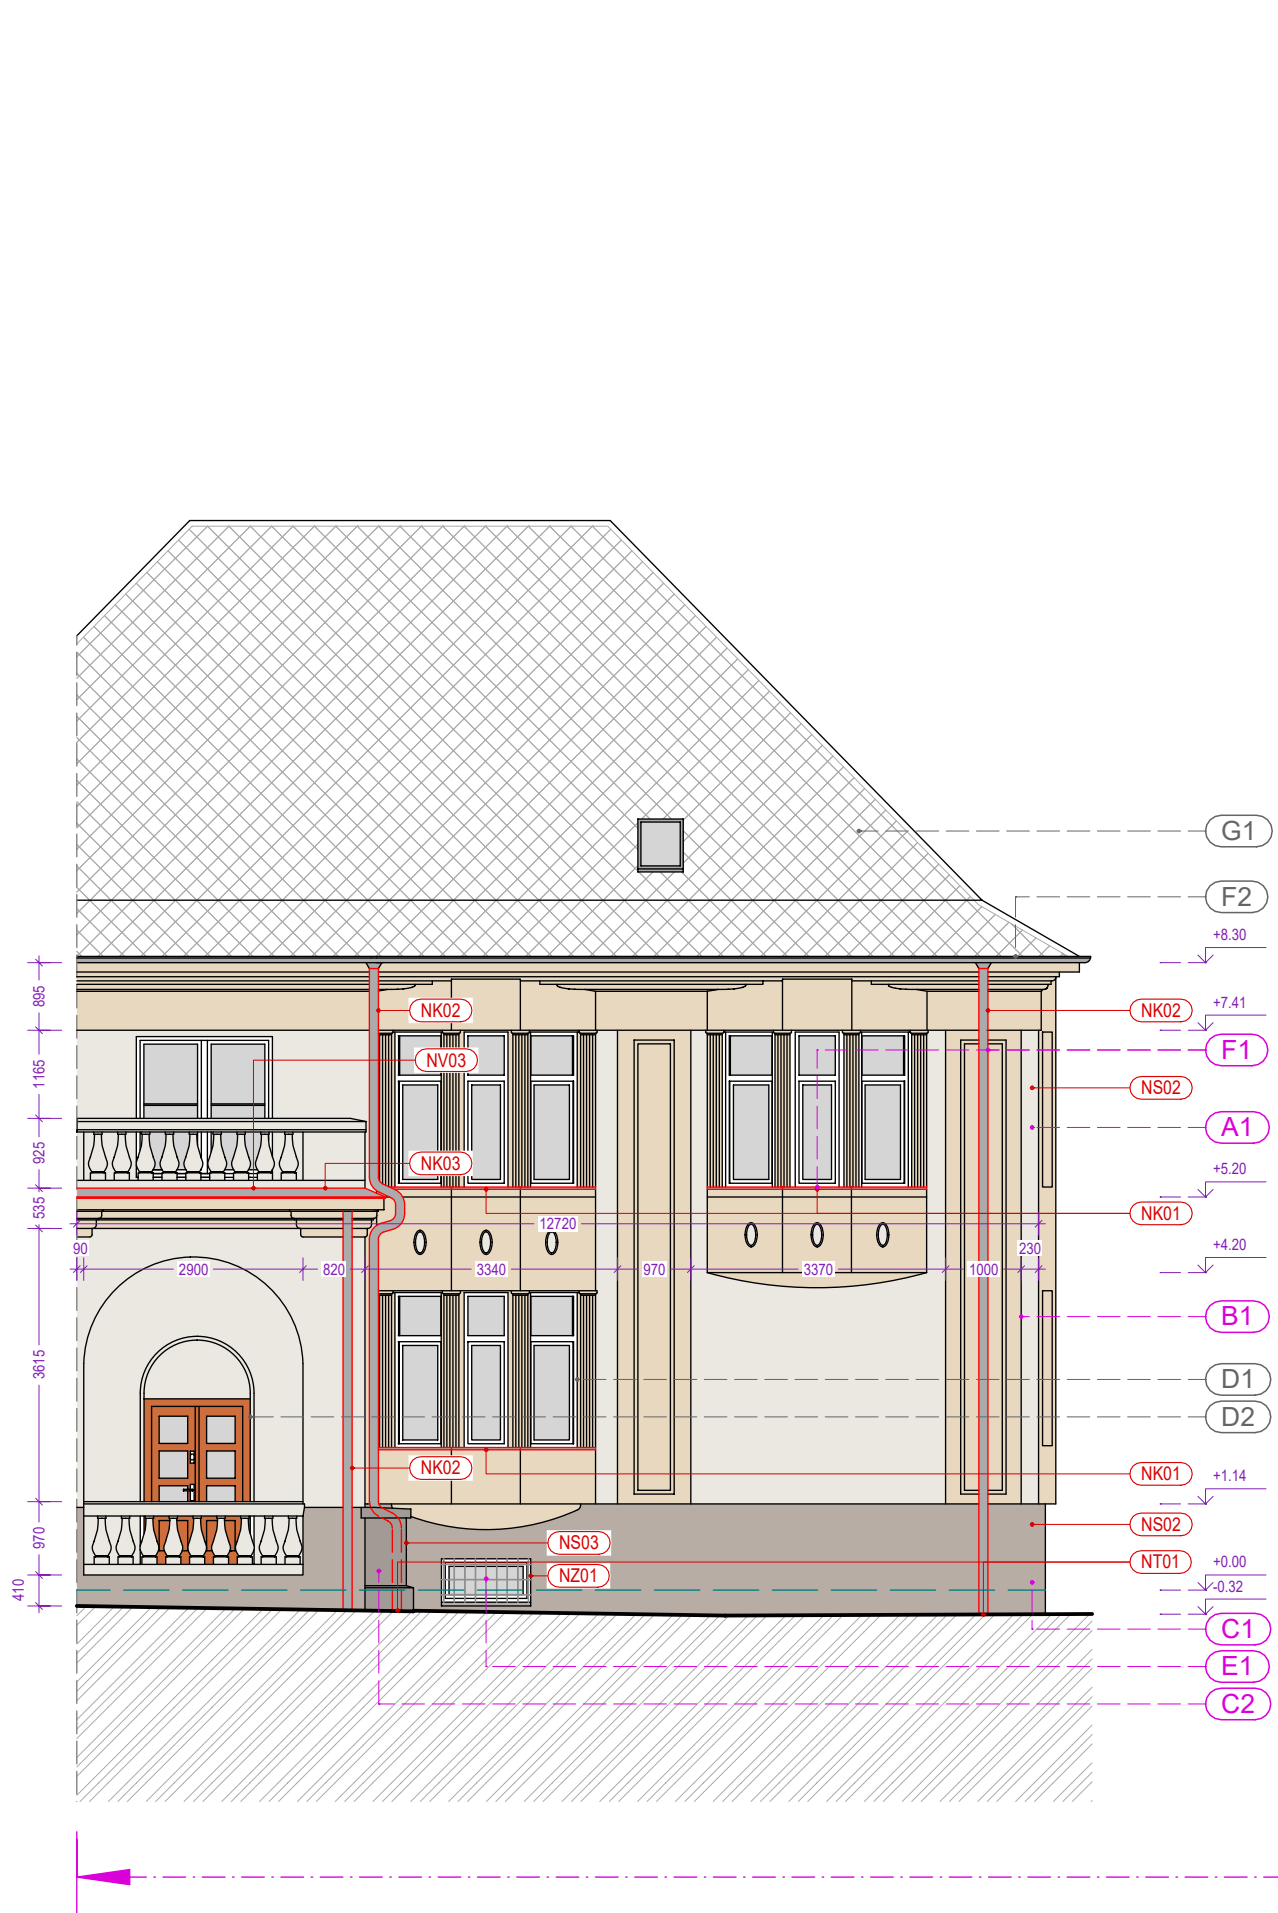 G1
F2
+8.30
895
NK02
NK02
+7.41
NV03
F1
1165
NS02
A1
925
NK03
+5.20
535
12720
NK01
90
2900
820
3340
970
3370
1000
230
+4.20
B1
3615
D1
D2
NK02
NK01
+1.14
NS02
970
NS03
NT01
+0.00
NZ01
410
-0.32
C1
E1
C2